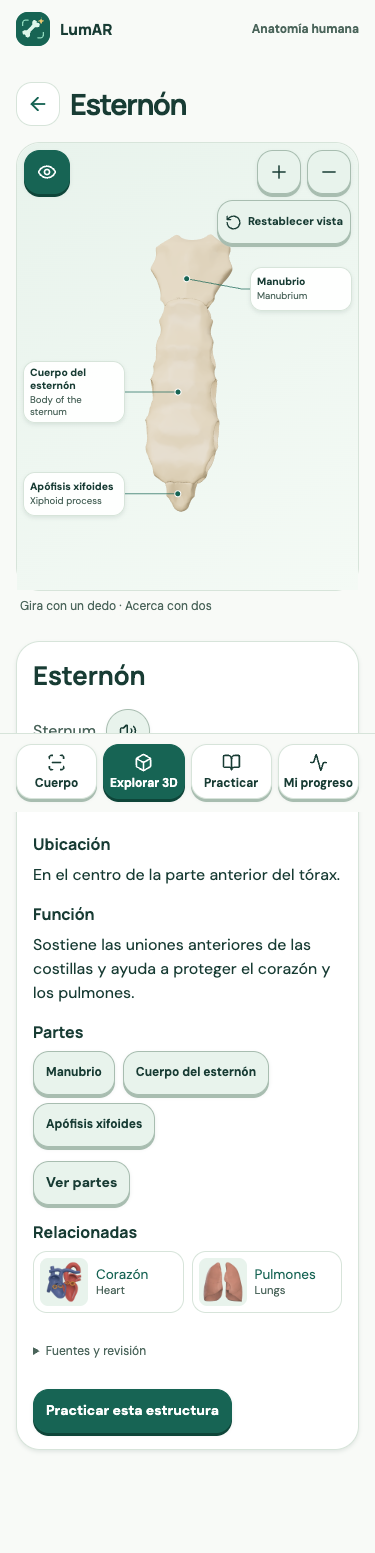 LumAR
Anatomía humana
Esternón
Restablecer vista
Manubrio
Manubrium
Cuerpo del
esternón
Body of the
sternum
Apófisis xifoides
Xiphoid process
Gira con un dedo · Acerca con dos
Esternón
Sternum
Cuerpo
Explorar 3D
Practicar
Mi progreso
Ubicación
En el centro de la parte anterior del tórax.
Función
Sostiene las uniones anteriores de las
costillas y ayuda a proteger el corazón y
los pulmones.
Partes
Manubrio
Cuerpo del esternón
Apófisis xifoides
Ver partes
Relacionadas
Corazón
Heart
Pulmones
Lungs
Fuentes y revisión
Practicar esta estructura